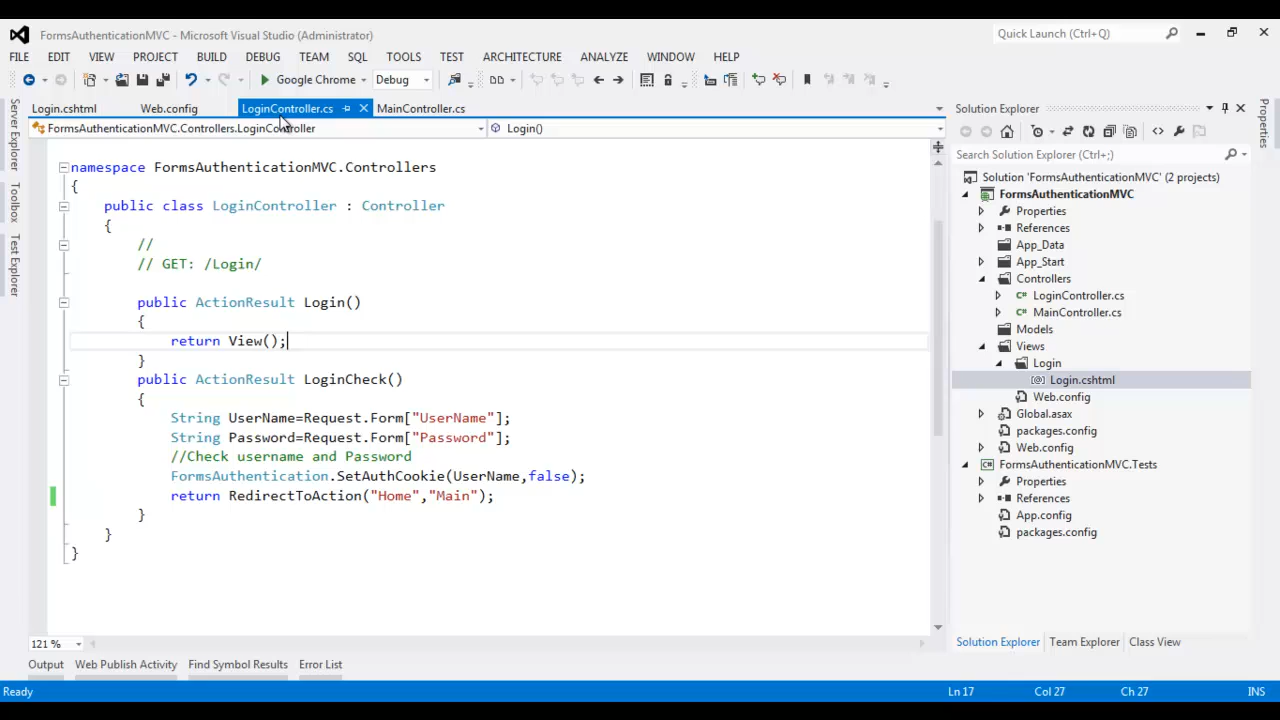 FormsAuthenticationMVC - Microsoft Visual Studio (Administrator)
Quick Launch (Ctrl+Q)
FILE EDIT VIEW PROJECT BUILD DEBUG TEAM SQL TOOLS TEST ARCHITECTURE ANALYZE WINDOW HELP
Google Chrome Debug
Login.cshtml Web.config LoginController.cs MainController.cs
FormsAuthenticationMVC.Controllers.LoginController Login()
Server Explorer
Toolbox
Test Explorer
namespace FormsAuthenticationMVC.Controllers
{
public class LoginController : Controller
{
//
// GET: /Login/
public ActionResult Login()
{
return View();
}
public ActionResult LoginCheck()
{
String UserName=Request.Form["UserName"];
String Password=Request.Form["Password"];
//Check username and Password
FormsAuthentication.SetAuthCookie(UserName,false);
return RedirectToAction("Home","Main");
}
}
}
121 %
Solution Explorer
Search Solution Explorer (Ctrl+;)
Solution 'FormsAuthenticationMVC' (2 projects)
FormsAuthenticationMVC
Properties
References
App_Data
App_Start
Controllers
LoginController.cs
MainController.cs
Models
Views
Login
Login.cshtml
Web.config
Global.asax
packages.config
Web.config
FormsAuthenticationMVC.Tests
Properties
References
App.config
packages.config
Solution Explorer Team Explorer Class View
Properties
Output Web Publish Activity Find Symbol Results Error List
Ready Ln 17 Col 27 Ch 27 INS